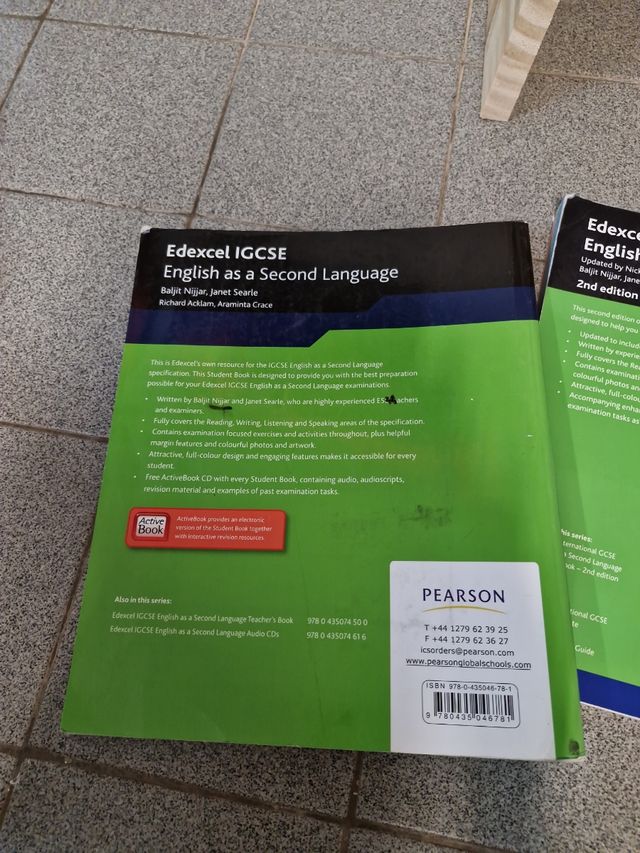 Edexcel IGCSE
English as a Second Language
Baljit Nijjar, Janet Searle
Richard Acklam, Araminta Crace
This is Edexcel's own resource for the IGCSE English as a Second Language
specification. This Student Book is designed to provide you with the best preparation
possible for your Edexcel IGCSE English as a Second Language examinations.
• Written by Baljit Nijjar and Janet Searle, who are highly experienced ESL
and examiners.
• Fully covers the Reading, Writing, Listening and Speaking areas of the specification.
• Contains examination focused exercises and activities throughout, plus helpful
margin features and colourful photos and artwork.
• Attractive, full-colour design and engaging features makes it accessible for every
student.
• Free ActiveBook CD with every Student Book, containing audio, audioscripts,
revision material and examples of past examination tasks.
Active
Book
ActiveBook provides an electronic
version of the Student Book together
with interactive revision resources.
Also in this series:
Edexcel IGCSE English as a Second Language Teacher's Book 978 0 435074 50 0
Edexcel IGCSE English as a Second Language Audio CDs 978 0 435074 61 6
PEARSON
T +44 1279 62 39 25
F +44 1279 62 36 27
icsorders@pearson.com
www.pearsonglobalschools.com
ISBN 978-0-435046-78-1
9 780435 046781
Edexce
English
Updated by Nick
Baljit Nijjar, Jane
2nd edition
This second edition o
designed to help you
• Updated to include
• Written by experie
• Fully covers the Rea
• Contains examinat
colourful photos an
• Attractive, full-colou
• Accompanying enha
examination tasks as
his series:
ternational GCSE
a Second Language
ook – 2nd edition
tional GCSE
te
Guide